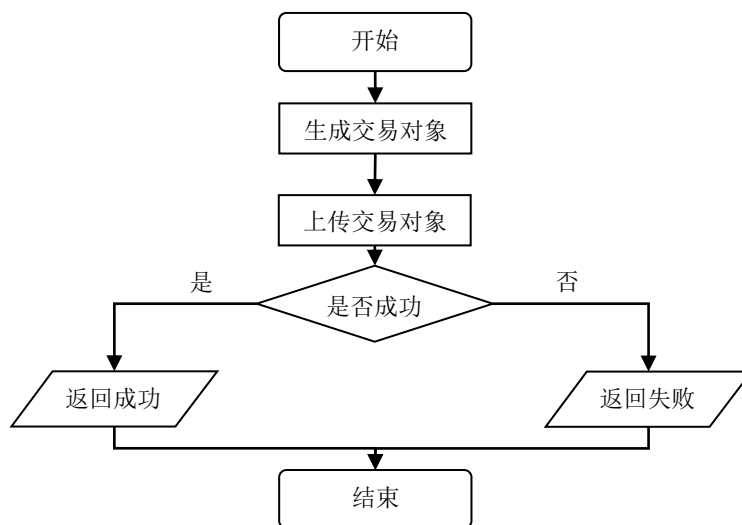 开始
生成交易对象
上传交易对象
是
否
是否成功
返回成功
返回失败
结束